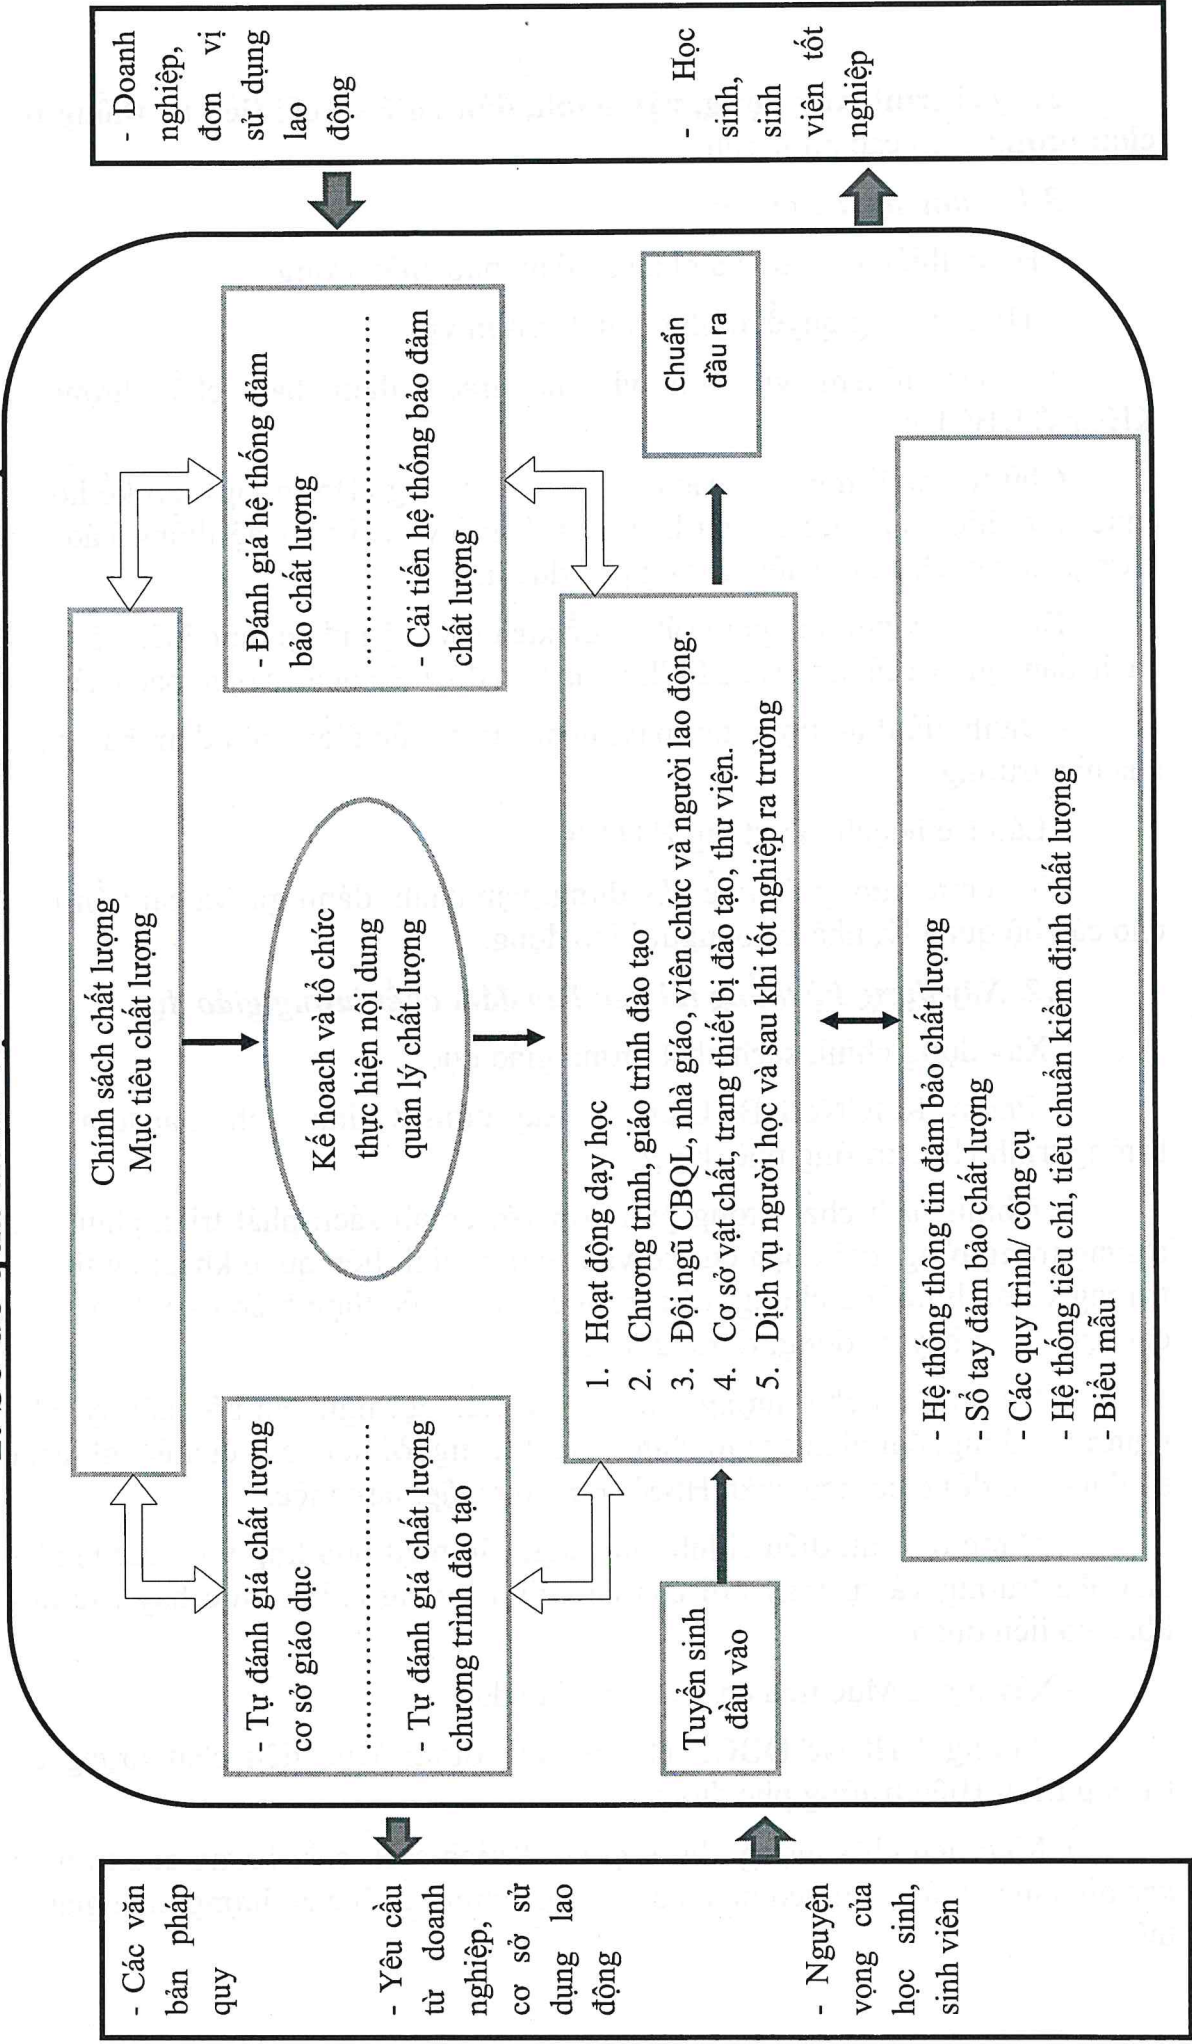 - Các văn
bản pháp
quy
- Yêu cầu
từ doanh
nghiệp,
cơ sở sử
dụng lao
động
- Nguyện
vọng của
học sinh,
sinh viên
Chính sách chất lượng
Mục tiêu chất lượng
- Tự đánh giá chất lượng
cơ sở giáo dục
- Tự đánh giá chất lượng
chương trình đào tạo
Kế hoạch và tổ chức
thực hiện nội dung
quản lý chất lượng
- Đánh giá hệ thống đảm
bảo chất lượng
- Cải tiến hệ thống bảo đảm
chất lượng
Tuyển sinh
đầu vào
1. Hoạt động dạy học
2. Chương trình, giáo trình đào tạo
3. Đội ngũ CBQL, nhà giáo, viên chức và người lao động.
4. Cơ sở vật chất, trang thiết bị đào tạo, thư viện.
5. Dịch vụ người học và sau khi tốt nghiệp ra trường
Chuẩn
đầu ra
- Hệ thống thông tin đảm bảo chất lượng
- Sổ tay đảm bảo chất lượng
- Các quy trình/ công cụ
- Hệ thống tiêu chí, tiêu chuẩn kiểm định chất lượng
- Biểu mẫu
- Doanh
nghiệp,
đơn vị
sử dụng
lao
động
- Học
sinh,
sinh
viên tốt
nghiệp